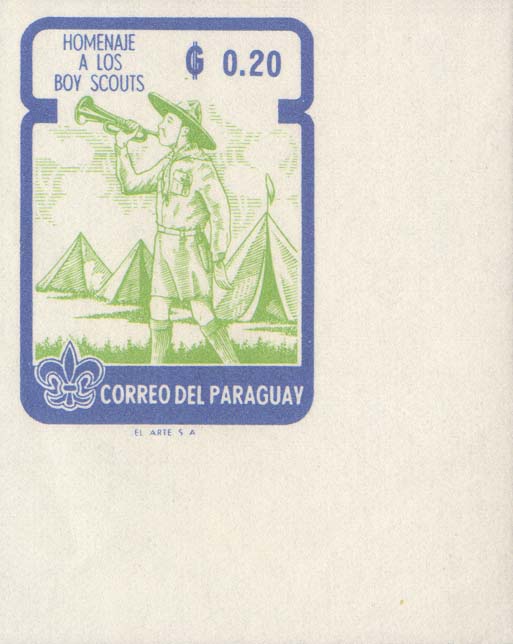 HOMENAJE
A LOS
BOY SCOUTS
₲ 0.20
CORREO DEL PARAGUAY
EL ARTE S A